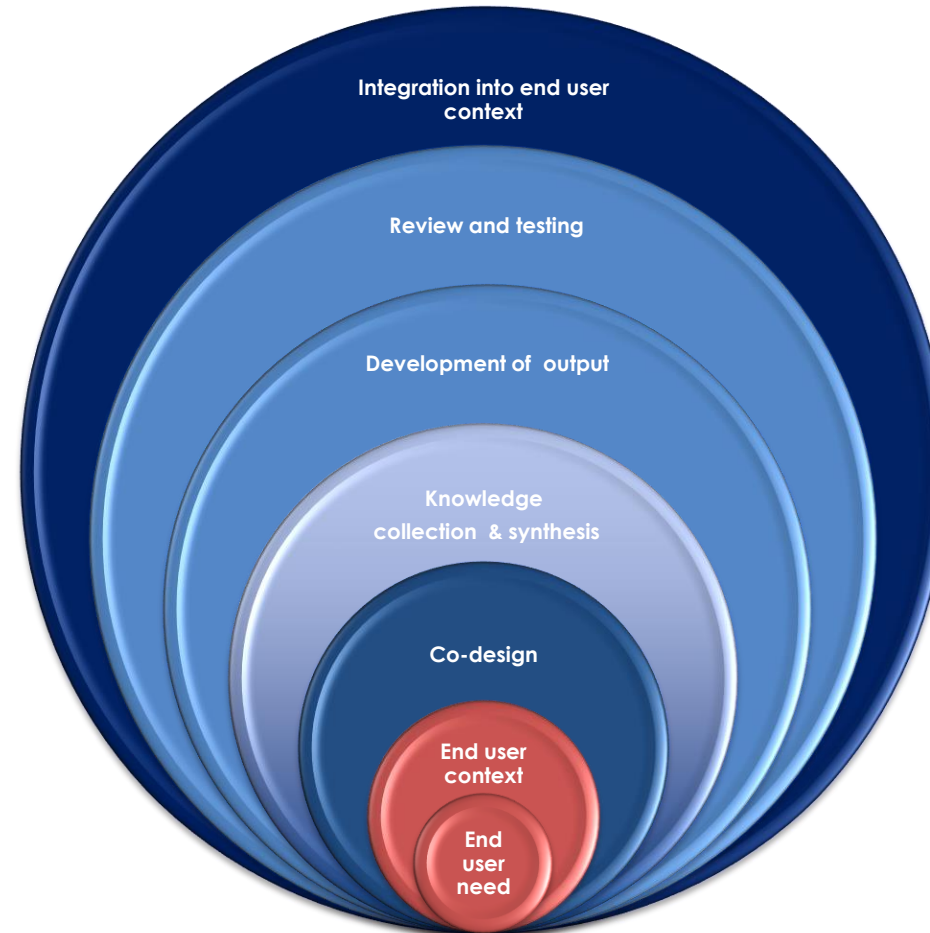 Integration into end user
context
Review and testing
Development of  output
Knowledge
collection  & synthesis
Co-design
End user
context
End
user
need